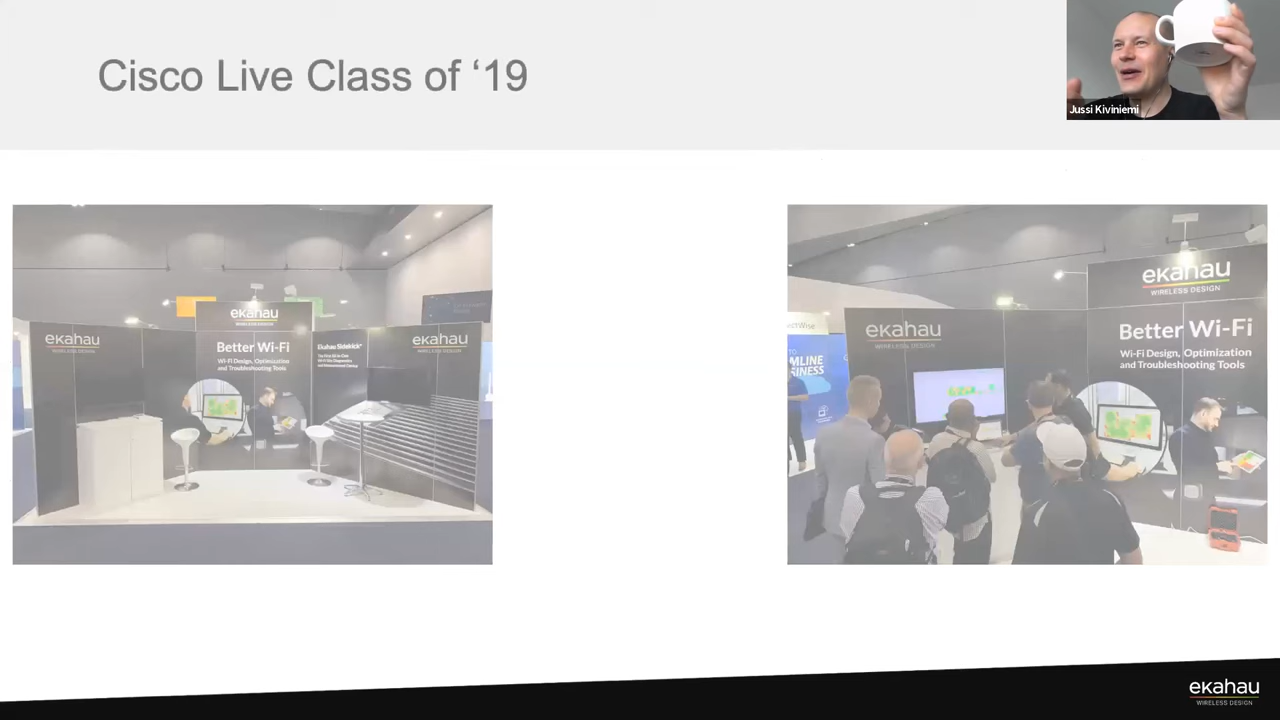 Cisco Live Class of ‘19
Jussi Kiviniemi
ekahau
WIRELESS DESIGN
Better Wi-Fi
Wi-Fi Design, Optimization
and Troubleshooting Tools
ekahau
WIRELESS DESIGN
Ekahau Sidekick
ekahau
WIRELESS DESIGN
ekahau
WIRELESS DESIGN
ekahau
WIRELESS DESIGN
Better Wi-Fi
Wi-Fi Design, Optimization
and Troubleshooting Tools
ekahau
WIRELESS DESIGN